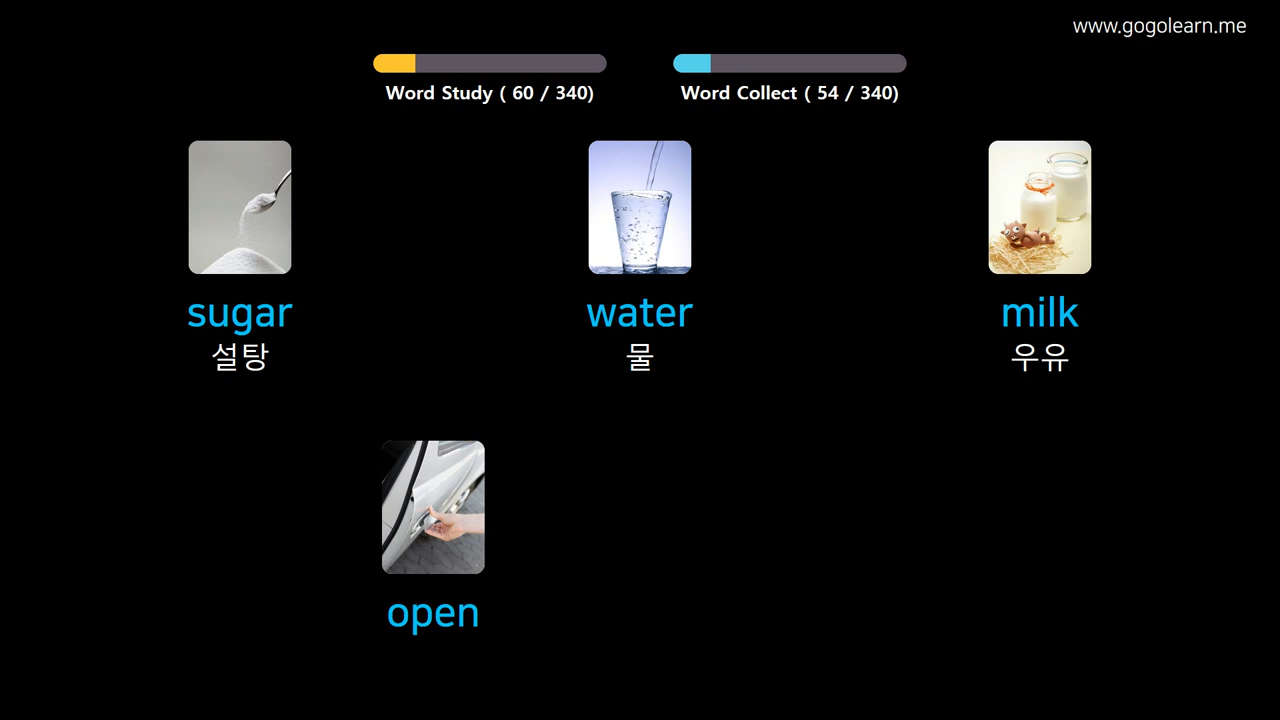 www.gogolearn.me
Word Study ( 60 / 340)
Word Collect ( 54 / 340)
sugar
설탕
water
물
milk
우유
open